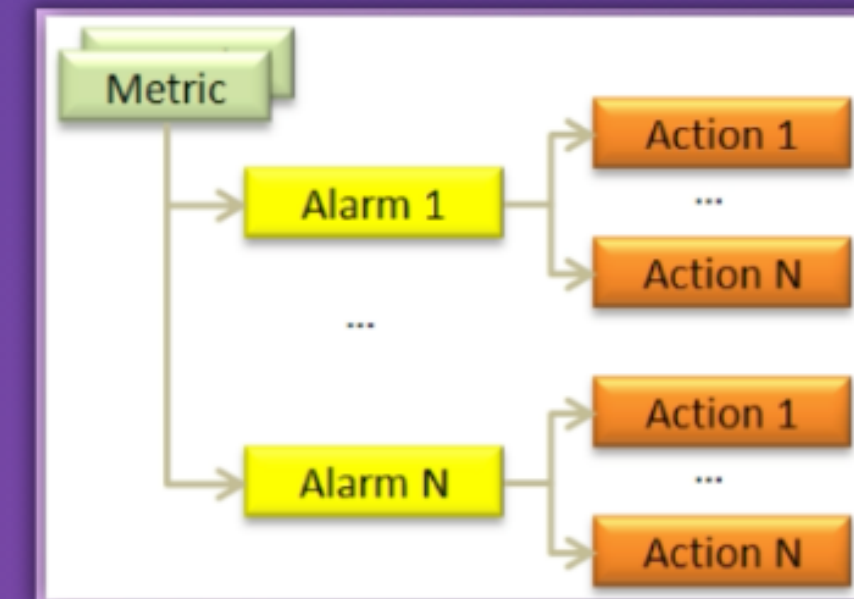 Metric
Alarm 1
Action 1
...
Action N
...
Alarm N
Action 1
...
Action N